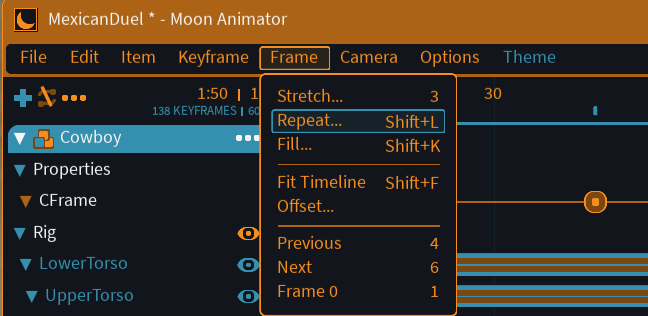 MexicanDuel * - Moon Animator
File Edit Item Keyframe Frame Camera Options Theme
1:50 | 1
30
138 KEYFRAMES | 60
Stretch... 3
Repeat... Shift+L
Fill... Shift+K
Fit Timeline Shift+F
Offset...
Previous 4
Next 6
Frame 0 1
Cowboy
Properties
CFrame
Rig
LowerTorso
UpperTorso